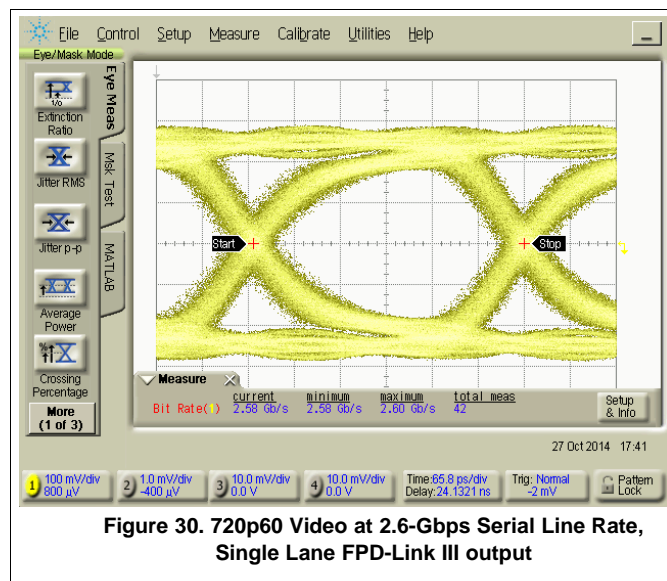 File Control Setup Measure Calibrate Utilities Help
Eye/Mask Mode
Extinction
Ratio
Jitter RMS
Jitter p-p
Average
Power
Crossing
Percentage
More
(1 of 3)
Eye Meas
Msk Test
MATLAB
Start
Stop
Measure
current minimum maximum total meas
Bit Rate(1) 2.58 Gb/s 2.58 Gb/s 2.60 Gb/s 42
Setup
& Info
27 Oct 2014 17:41
1 100 mV/div
800 µV
2 1.0 mV/div
-400 µV
3 10.0 mV/div
0.0 V
4 10.0 mV/div
0.0 V
Time:65.8 ps/div
Delay:24.1321 ns
Trig: Normal
-2 mV
Pattern
Lock
Figure 30. 720p60 Video at 2.6-Gbps Serial Line Rate,
Single Lane FPD-Link III output